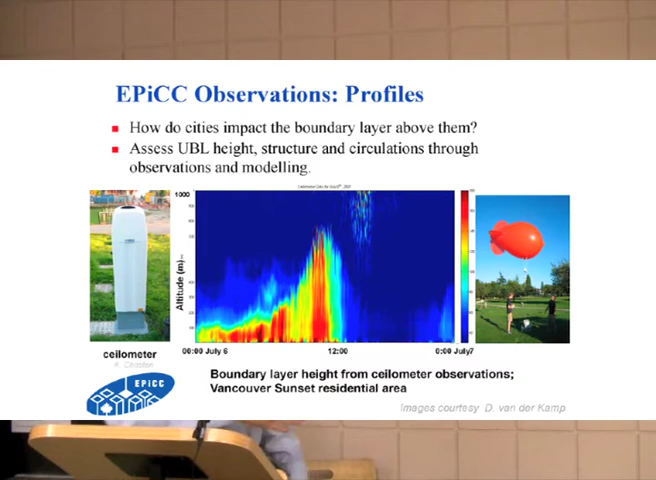 EPiCC Observations: Profiles
How do cities impact the boundary layer above them?
Assess UBL height, structure and circulations through
observations and modelling.
1000
Altitude (m)
00:00 July 6
12:00
0:00 July7
ceilometer
EPiCC
Boundary layer height from ceilometer observations;
Vancouver Sunset residential area
Images courtesy D. van der Kamp